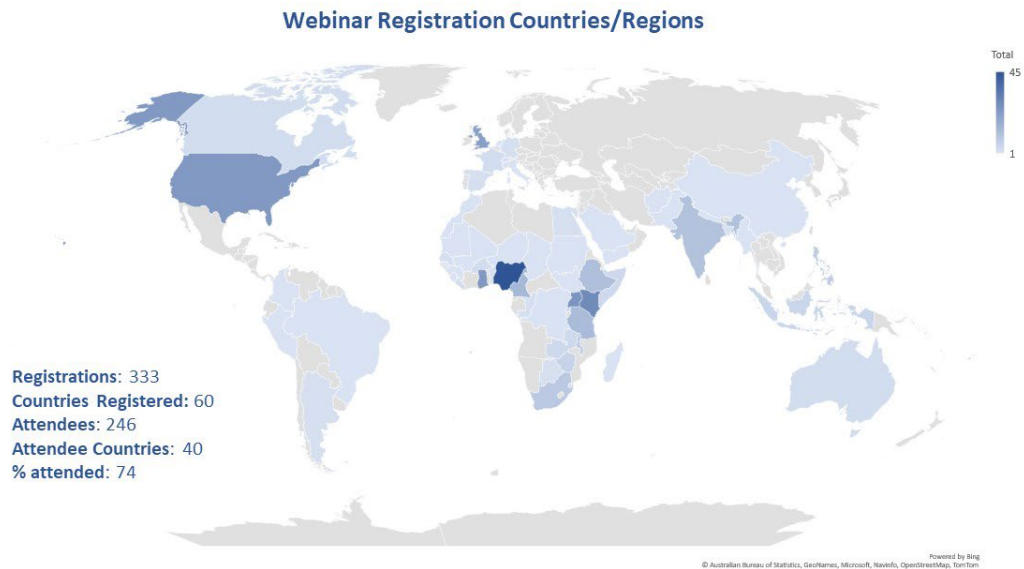 Webinar Registration Countries/Regions
Total
45
1
Registrations: 333
Countries Registered: 60
Attendees: 246
Attendee Countries: 40
% attended: 74
Powered by Bing
© Australian Bureau of Statistics, GeoNames, Microsoft, Navinfo, OpenStreetMap, TomTom